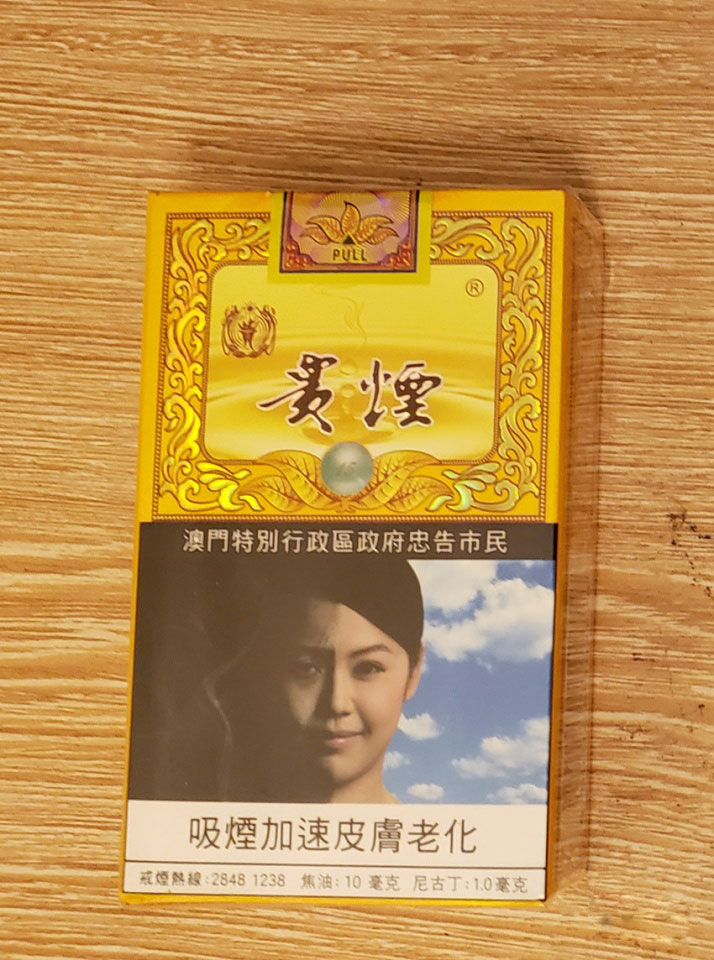 PULL
®
貴煙
澳門特別行政區政府忠告市民
吸煙加速皮膚老化
戒煙熱線:2848 1238 焦油:10 毫克 尼古丁:1.0毫克